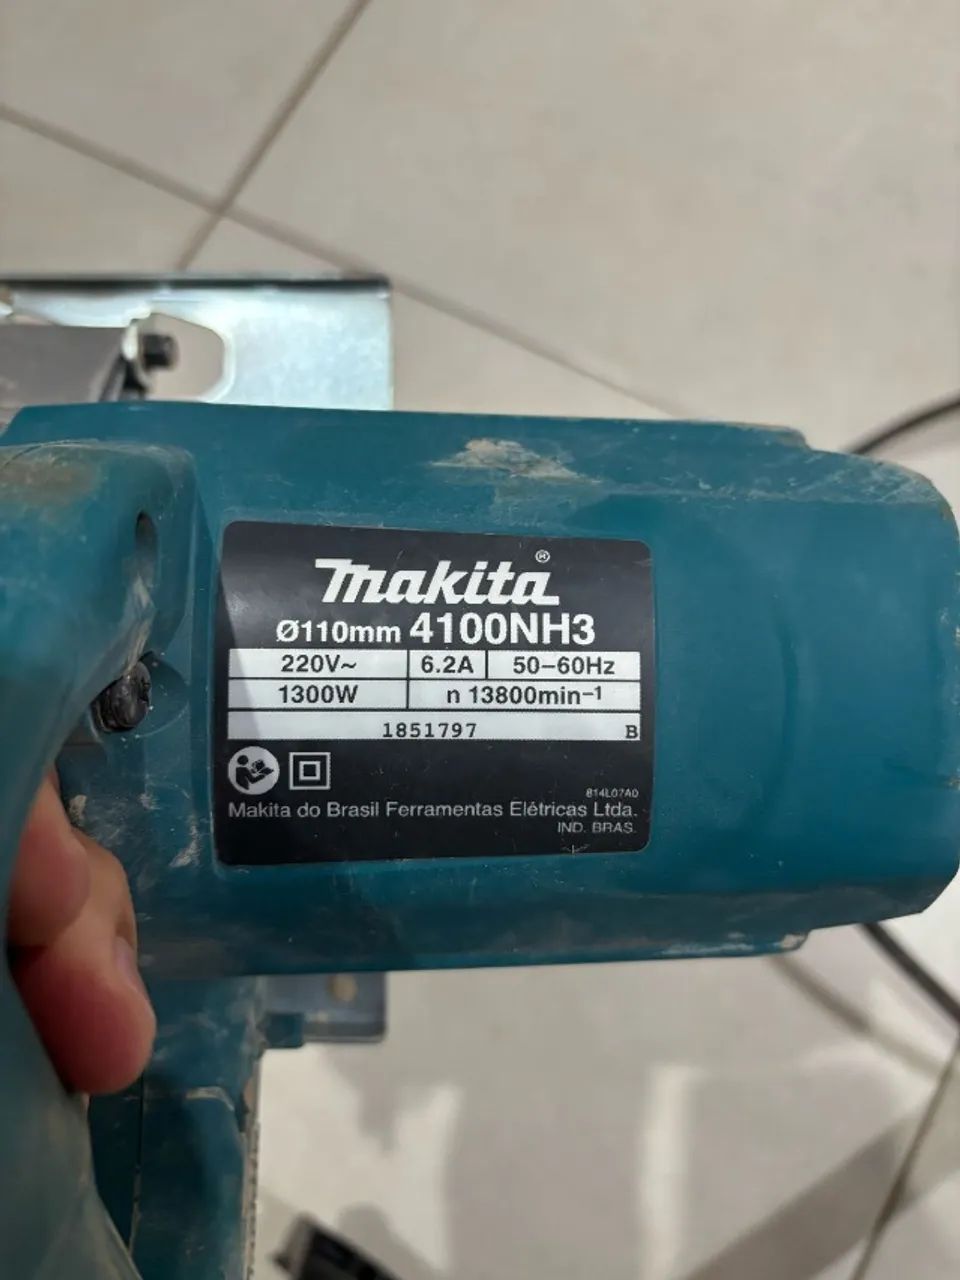 makita®
Ø110mm 4100NH3
220V~ 6.2A 50-60Hz
1300W n 13800min⁻¹
1851797 B
814L07A0
Makita do Brasil Ferramentas Elétricas Ltda.
IND. BRAS.